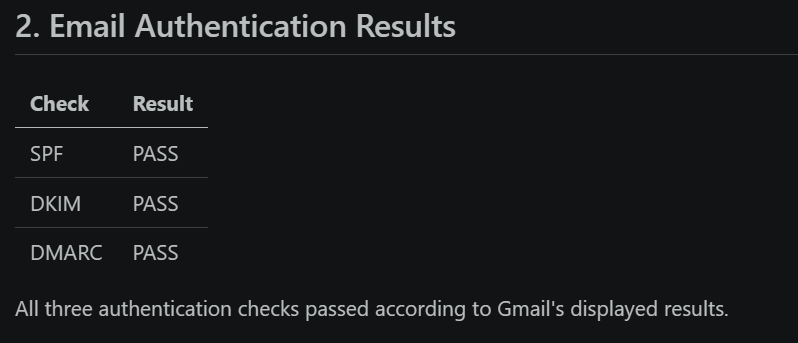 2. Email Authentication Results
Check Result
SPF PASS
DKIM PASS
DMARC PASS
All three authentication checks passed according to Gmail's displayed results.